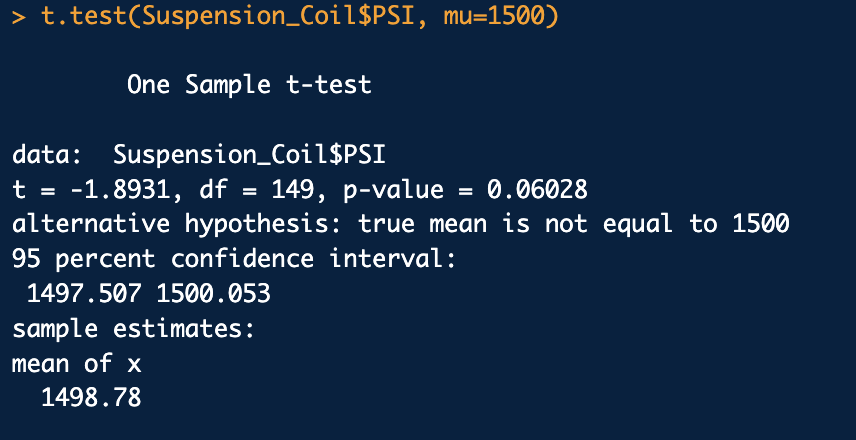 > t.test(Suspension_Coil$PSI, mu=1500)
One Sample t-test
data:  Suspension_Coil$PSI
t = -1.8931, df = 149, p-value = 0.06028
alternative hypothesis: true mean is not equal to 1500
95 percent confidence interval:
 1497.507 1500.053
sample estimates:
mean of x
  1498.78